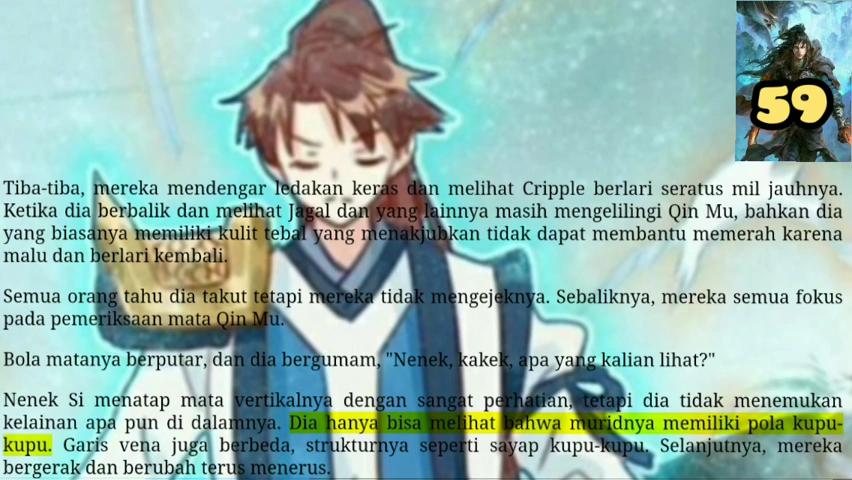 59
Tiba-tiba, mereka mendengar ledakan keras dan melihat Cripple berlari seratus mil jauhnya.
Ketika dia berbalik dan melihat Jagal dan yang lainnya masih mengelilingi Qin Mu, bahkan dia
yang biasanya memiliki kulit tebal yang menakjubkan tidak dapat membantu memerah karena
malu dan berlari kembali.
Semua orang tahu dia takut tetapi mereka tidak mengejeknya. Sebaliknya, mereka semua fokus
pada pemeriksaan mata Qin Mu.
Bola matanya berputar, dan dia bergumam, "Nenek, kakek, apa yang kalian lihat?"
Nenek Si menatap mata vertikalnya dengan sangat perhatian, tetapi dia tidak menemukan
kelainan apa pun di dalamnya. Dia hanya bisa melihat bahwa muridnya memiliki pola kupu-
kupu. Garis vena juga berbeda, strukturnya seperti sayap kupu-kupu. Selanjutnya, mereka
bergerak dan berubah terus menerus.